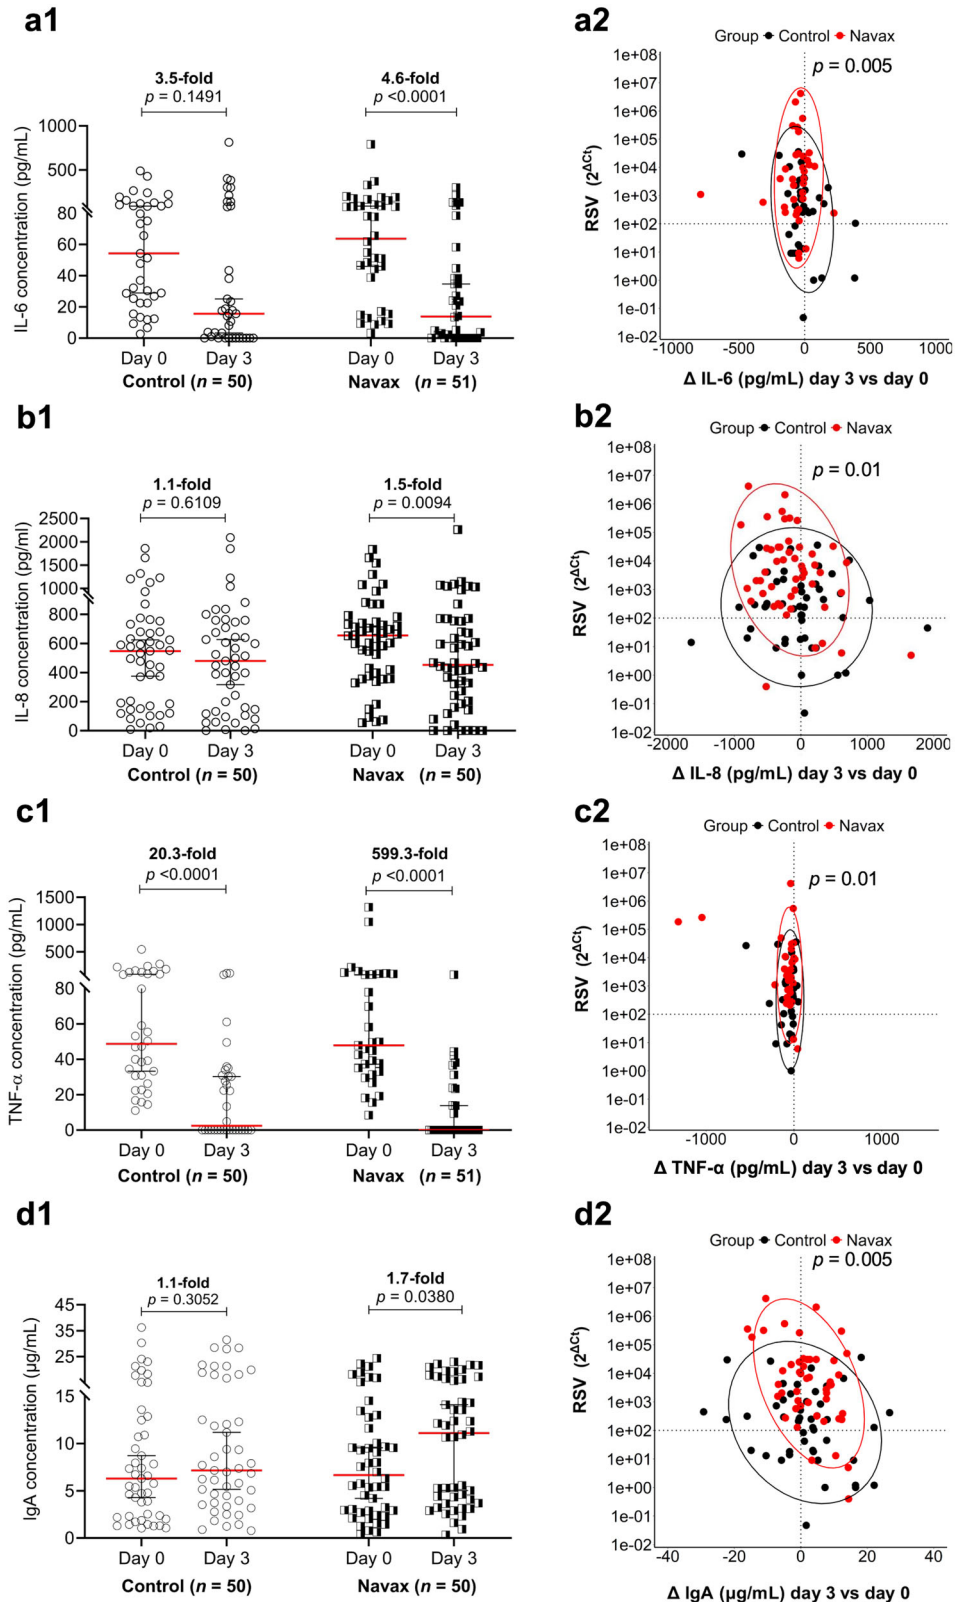 a1
3.5-fold
p = 0.1491
4.6-fold
p <0.0001
IL-6 concentration (pg/mL)
1000
500
80
60
40
20
0
Day 0
Day 3
Day 0
Day 3
Control (n = 50)
Navax (n = 51)
a2
Group Control Navax
p = 0.005
RSV (2^ΔCt)
1e+08
1e+07
1e+06
1e+05
1e+04
1e+03
1e+02
1e+01
1e+00
1e-01
1e-02
-1000 -500 0 500 1000
Δ IL-6 (pg/mL) day 3 vs day 0
b1
1.1-fold
p = 0.6109
1.5-fold
p = 0.0094
IL-8 concentration (pg/ml)
2500
2000
1500
1000
800
600
400
200
0
Day 0
Day 3
Day 0
Day 3
Control (n = 50)
Navax (n = 50)
b2
Group Control Navax
p = 0.01
RSV (2^ΔCt)
1e+08
1e+07
1e+06
1e+05
1e+04
1e+03
1e+02
1e+01
1e+00
1e-01
1e-02
-2000 -1000 0 1000 2000
Δ IL-8 (pg/mL) day 3 vs day 0
c1
20.3-fold
p <0.0001
599.3-fold
p <0.0001
TNF-α concentration (pg/mL)
1500
1000
500
80
60
40
20
0
Day 0
Day 3
Day 0
Day 3
Control (n = 50)
Navax (n = 51)
c2
Group Control Navax
p = 0.01
RSV (2^ΔCt)
1e+08
1e+07
1e+06
1e+05
1e+04
1e+03
1e+02
1e+01
1e+00
1e-01
1e-02
-1000 0 1000
Δ TNF-α (pg/mL) day 3 vs day 0
d1
1.1-fold
p = 0.3052
1.7-fold
p = 0.0380
IgA concentration (µg/mL)
45
35
25
15
10
5
0
Day 0
Day 3
Day 0
Day 3
Control (n = 50)
Navax (n = 50)
d2
Group Control Navax
p = 0.005
RSV (2^ΔCt)
1e+08
1e+07
1e+06
1e+05
1e+04
1e+03
1e+02
1e+01
1e+00
1e-01
1e-02
-40 -20 0 20 40
Δ IgA (µg/mL) day 3 vs day 0